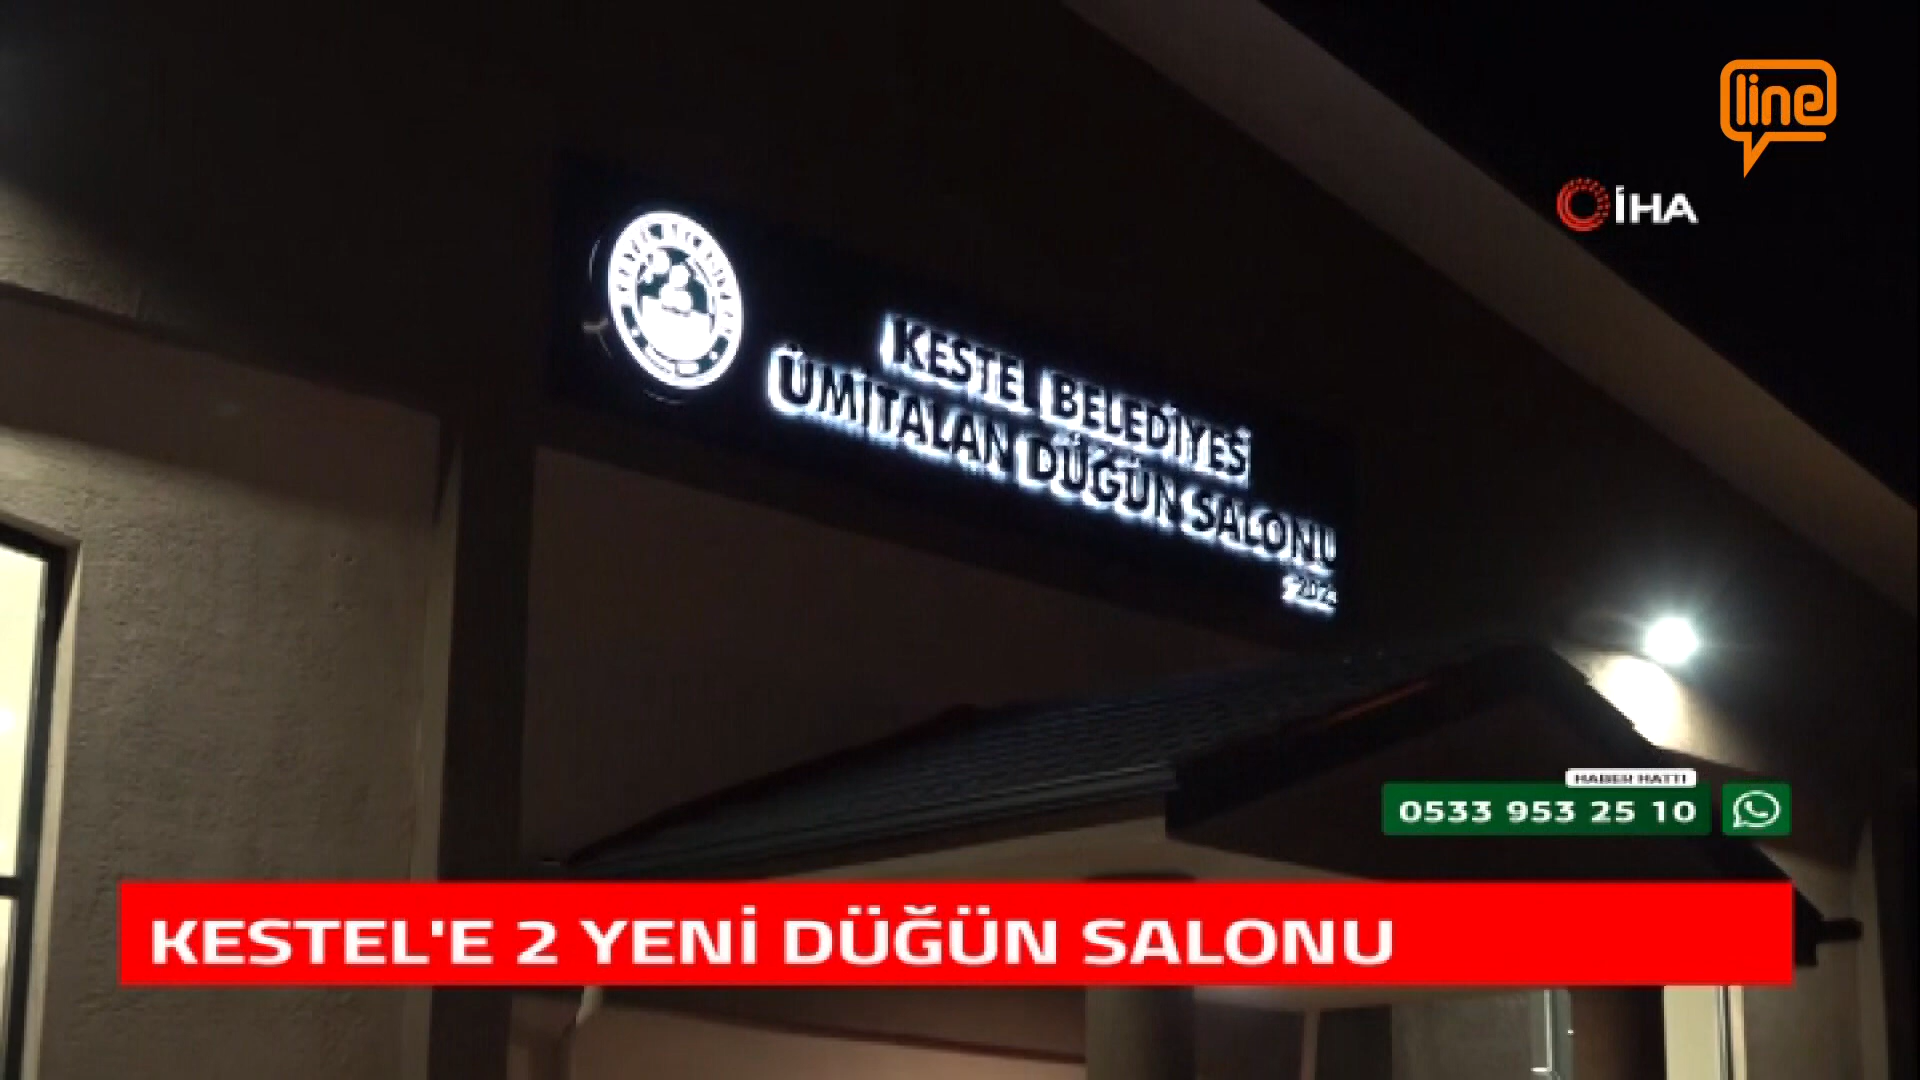 line
İHA
KESTEL BELEDİYES
ÜMİTALAN DÜĞÜN SALONU
HABER HATTI
0533 953 25 10
KESTEL'E 2 YENİ DÜĞÜN SALONU